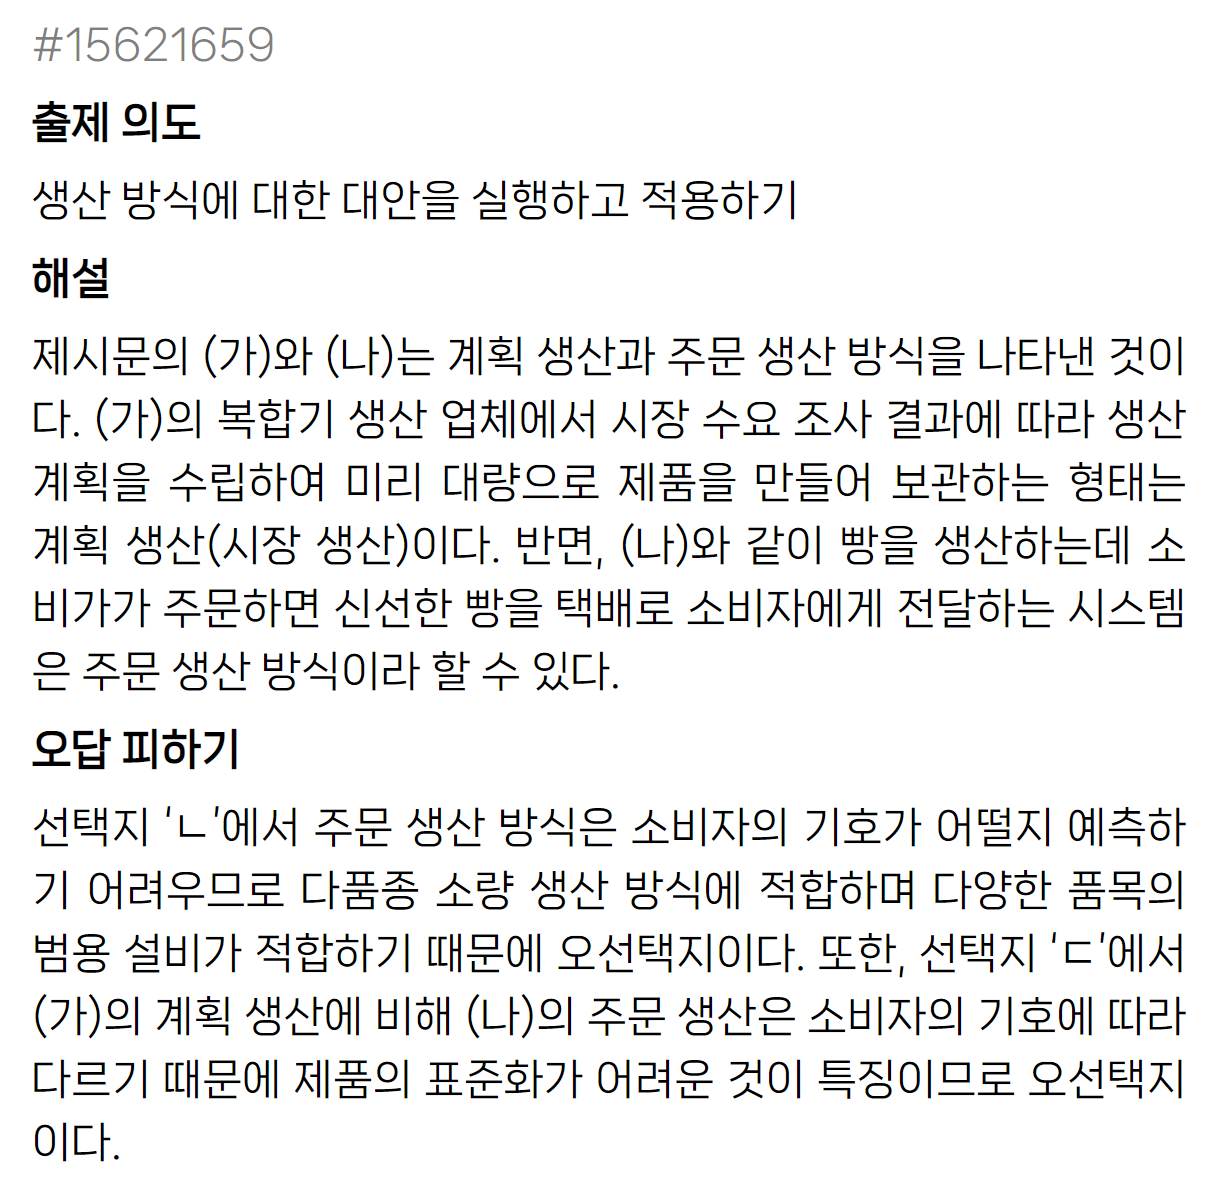 #15621659
출제 의도
생산 방식에 대한 대안을 실행하고 적용하기
해설
제시문의 (가)와 (나)는 계획 생산과 주문 생산 방식을 나타낸 것이
다. (가)의 복합기 생산 업체에서 시장 수요 조사 결과에 따라 생산
계획을 수립하여 미리 대량으로 제품을 만들어 보관하는 형태는
계획 생산(시장 생산)이다. 반면, (나)와 같이 빵을 생산하는데 소
비가가 주문하면 신선한 빵을 택배로 소비자에게 전달하는 시스템
은 주문 생산 방식이라 할 수 있다.
오답 피하기
선택지 ‘ㄴ’에서 주문 생산 방식은 소비자의 기호가 어떨지 예측하
기 어려우므로 다품종 소량 생산 방식에 적합하며 다양한 품목의
범용 설비가 적합하기 때문에 오선택지이다. 또한, 선택지 ‘ㄷ’에서
(가)의 계획 생산에 비해 (나)의 주문 생산은 소비자의 기호에 따라
다르기 때문에 제품의 표준화가 어려운 것이 특징이므로 오선택지
이다.